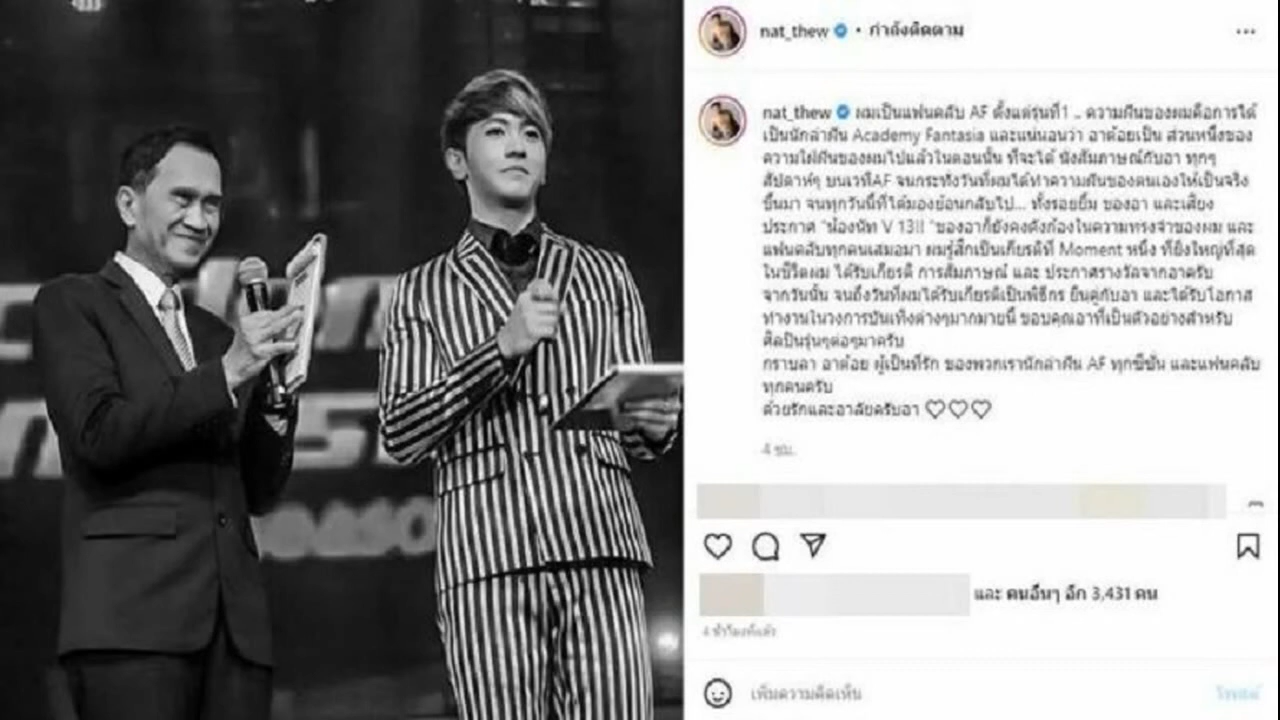 nat_thew • กำลังติดตาม
nat_thew ผมเป็นแฟนคลับ AF ตั้งแต่รุ่นที่1 .. ความฝันของผมคือการได้
เป็นนักล่าฝัน Academy Fantasia และแน่นอนว่า อาต้อยเป็น ส่วนหนึ่งของ
ความใฝ่ฝันของผมไปแล้วในตอนนั้น ที่จะได้ นั่งสัมภาษณ์กับอา ทุกๆ
สัปดาห์ๆ บนเวทีAF จนกระทั่งวันที่ผมได้ทำความฝันของตนเองให้เป็นจริง
ขึ้นมา จนทุกวันนี้ที่ได้มองย้อนกลับไป... ทั้งรอยยิ้ม ของอา และเสียง
ประกาศ "น้องนัท V 13!! "ของอาก็ยังคงดังก้องในความทรงจำของผม และ
แฟนคลับทุกคนเสมอมา ผมรู้สึกเป็นเกียรติที่ Moment หนึ่ง ที่ยิ่งใหญ่ที่สุด
ในชีวิตผม ได้รับเกียรติ การสัมภาษณ์ และ ประกาศรางวัลจากอาครับ
จากวันนั้น จนถึงวันที่ผมได้รับเกียรติเป็นพิธีกร ยืนคู่กับอา และได้รับโอกาส
ทำงานในวงการบันเทิงต่างๆมากมายนี้ ขอบคุณอาที่เป็นตัวอย่างสำหรับ
ศิลปินรุ่นๆต่อๆมาครับ
กราบลา อาต้อย ผู้เป็นที่รัก ของพวกเรานักล่าฝัน AF ทุกซีซั่น และแฟนคลับ
ทุกคนครับ
ด้วยรักและอาลัยครับอา ♡♡♡
4 ชม.
และ คนอื่นๆ อีก 3,431 คน
4 ชั่วโมงที่แล้ว
เพิ่มความคิดเห็น
โพสต์